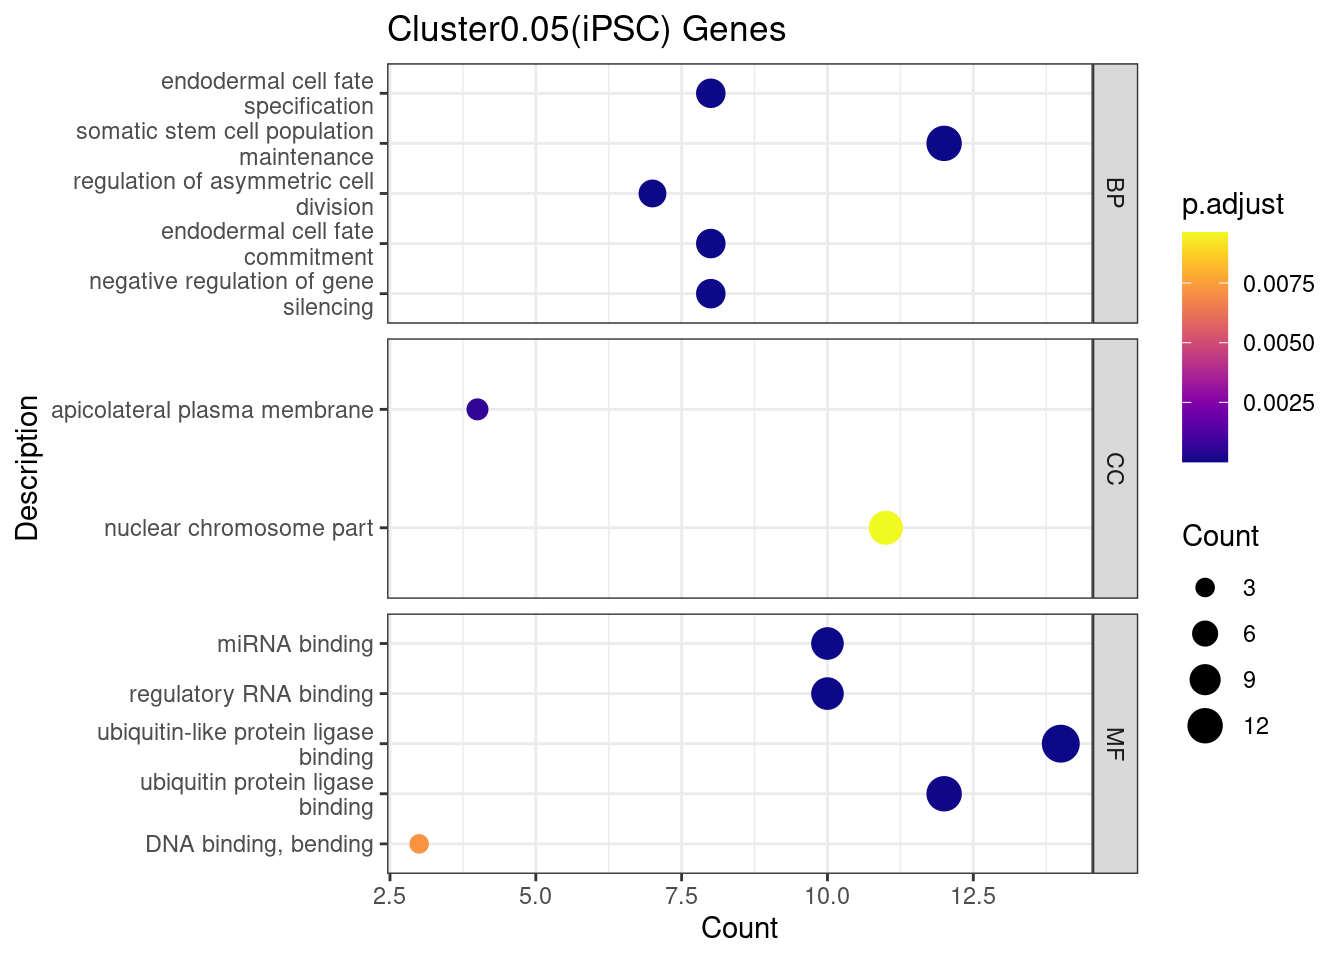 Cluster0.05(iPSC) Genes
endodermal cell fate
specification
somatic stem cell population
maintenance
regulation of asymmetric cell
division
endodermal cell fate
commitment
negative regulation of gene
silencing
BP
apicolateral plasma membrane
nuclear chromosome part
CC
miRNA binding
regulatory RNA binding
ubiquitin-like protein ligase
binding
ubiquitin protein ligase
binding
DNA binding, bending
MF
Description
2.5
5.0
7.5
10.0
12.5
Count
p.adjust
0.0075
0.0050
0.0025
Count
3
6
9
12